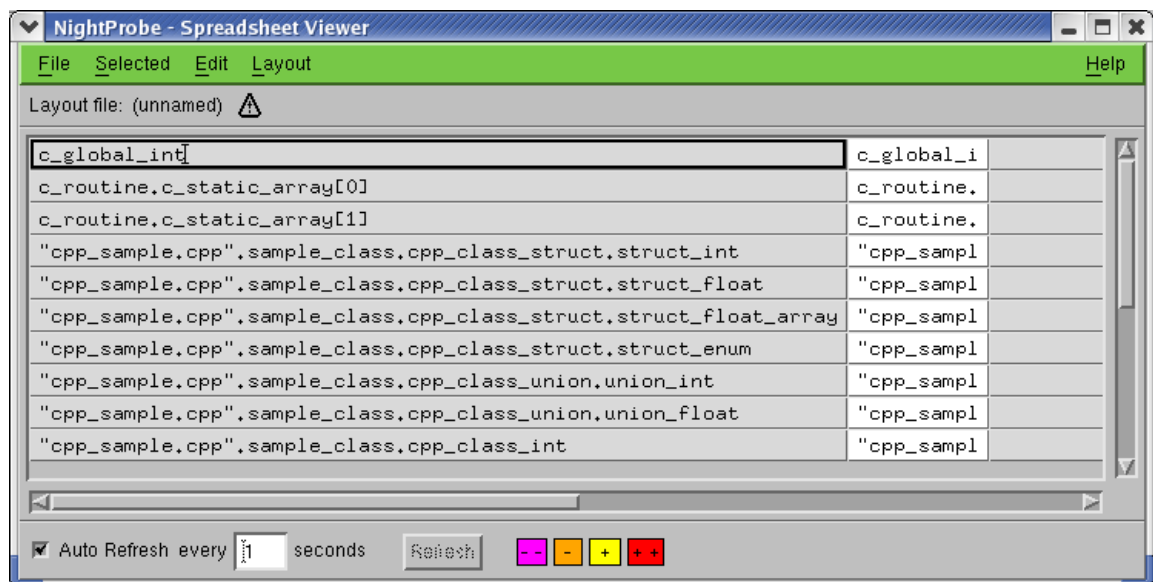 NightProbe - Spreadsheet Viewer
File Selected Edit Layout Help
Layout file: (unnamed)
c_global_int c_global_i
c_routine.c_static_array[0] c_routine.
c_routine.c_static_array[1] c_routine.
"cpp_sample.cpp".sample_class.cpp_class_struct.struct_int "cpp_sampl
"cpp_sample.cpp".sample_class.cpp_class_struct.struct_float "cpp_sampl
"cpp_sample.cpp".sample_class.cpp_class_struct.struct_float_array "cpp_sampl
"cpp_sample.cpp".sample_class.cpp_class_struct.struct_enum "cpp_sampl
"cpp_sample.cpp".sample_class.cpp_class_union.union_int "cpp_sampl
"cpp_sample.cpp".sample_class.cpp_class_union.union_float "cpp_sampl
"cpp_sample.cpp".sample_class.cpp_class_int "cpp_sampl
Auto Refresh every 1 seconds Refresh - - - + + +